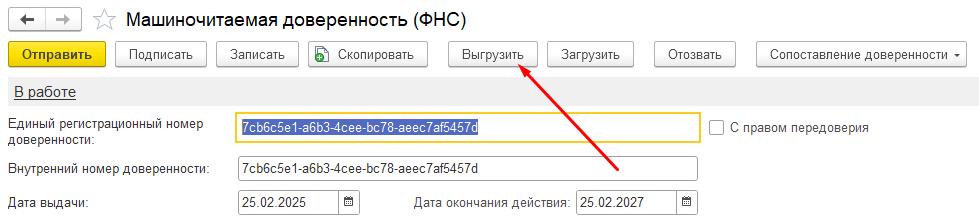 Машиночитаемая доверенность (ФНС)
Отправить Подписать Записать Скопировать Выгрузить Загрузить Отозвать Сопоставление доверенности
В работе
Единый регистрационный номер доверенности: 7cb6c5e1-a6b3-4cee-bc78-aeec7af5457d С правом передоверия
Внутренний номер доверенности: 7cb6c5e1-a6b3-4cee-bc78-aeec7af5457d
Дата выдачи: 25.02.2025 Дата окончания действия: 25.02.2027